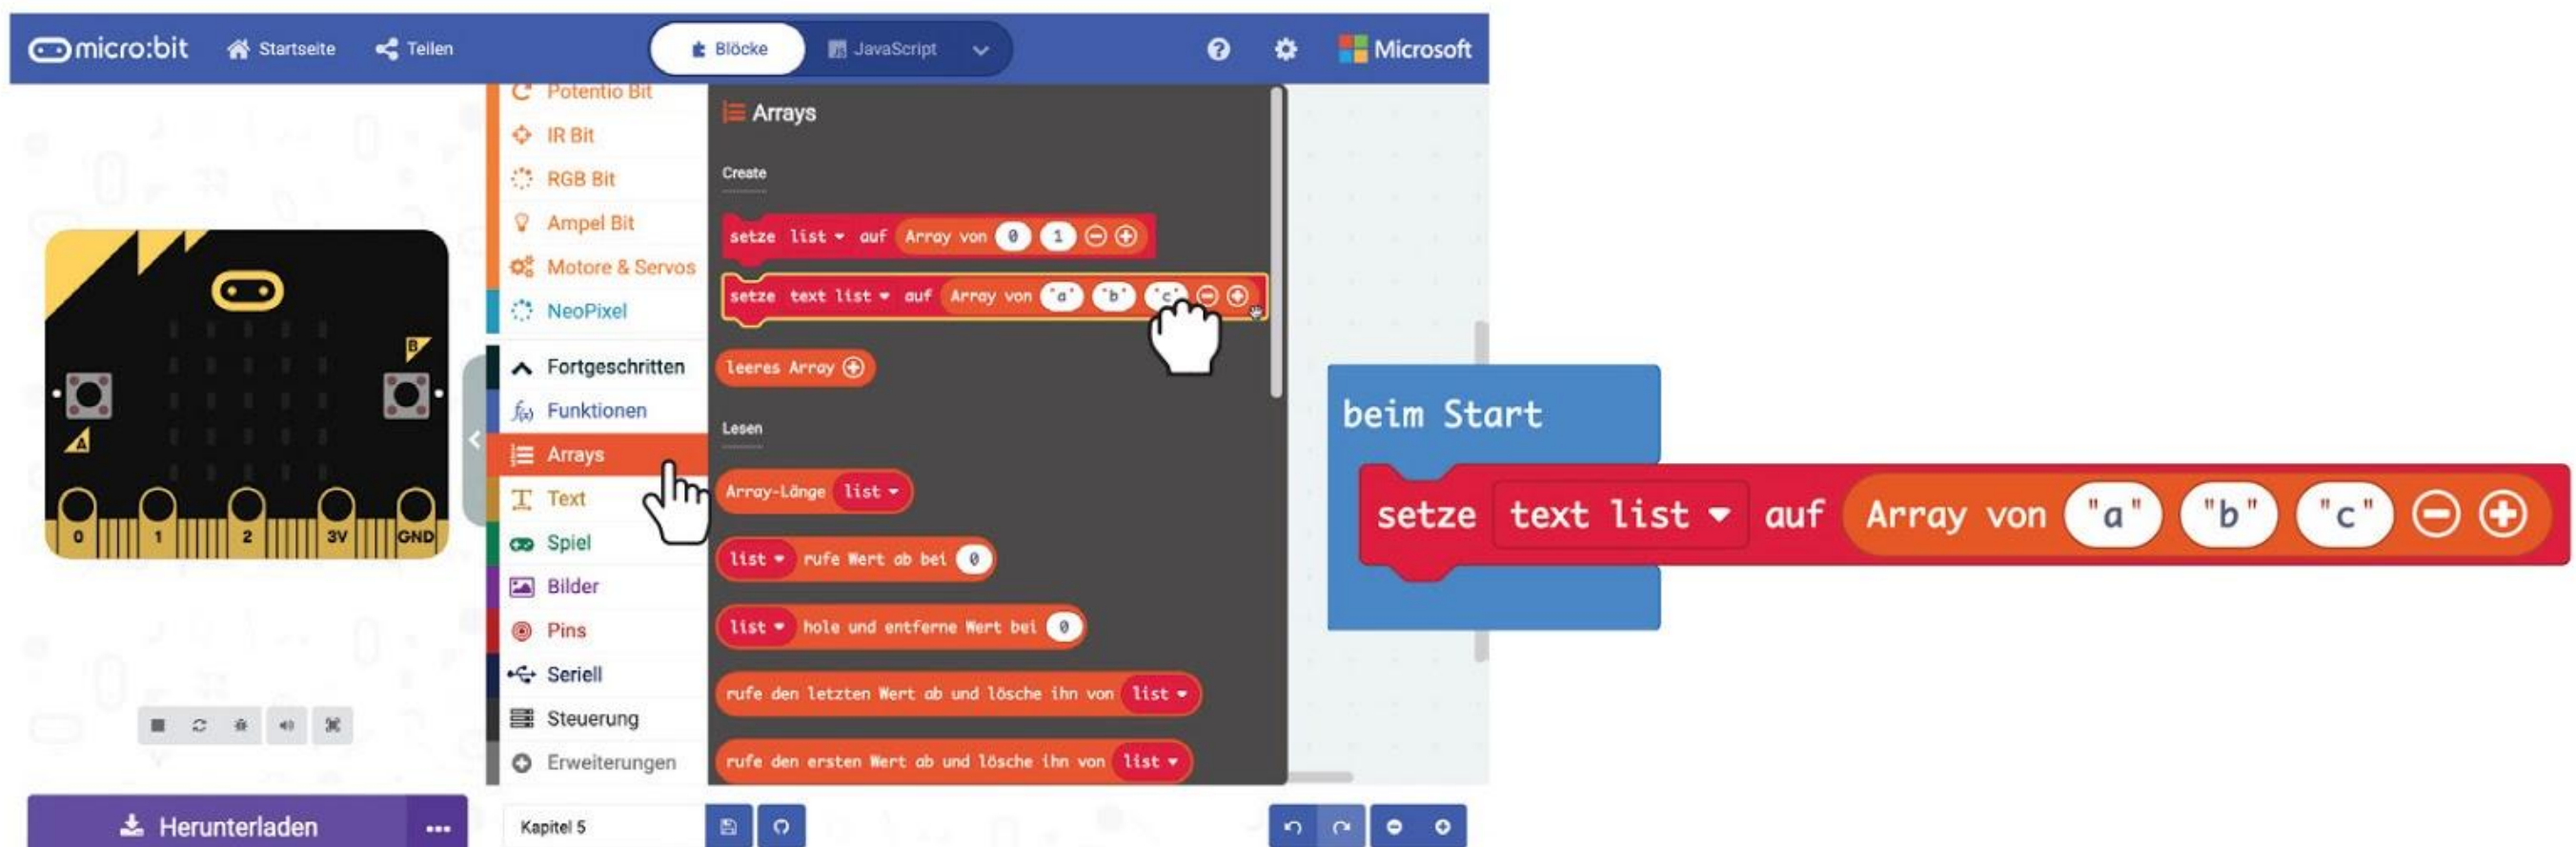 micro:bit
Startseite
Teilen
Blöcke
JavaScript
Microsoft
B
A
0 1 2 3V GND
Potentio Bit
IR Bit
RGB Bit
Ampel Bit
Motore & Servos
NeoPixel
Fortgeschritten
f(x) Funktionen
Arrays
Text
Spiel
Bilder
Pins
Seriell
Steuerung
Erweiterungen
Arrays
Create
setze list auf Array von 0 1
setze text list auf Array von "a" "b" "c"
leeres Array
Lesen
Array-Länge list
list rufe Wert ab bei 0
list hole und entferne Wert bei 0
rufe den letzten Wert ab und lösche ihn von list
rufe den ersten Wert ab und lösche ihn von list
beim Start
setze text list auf Array von "a" "b" "c"
Herunterladen
Kapitel 5